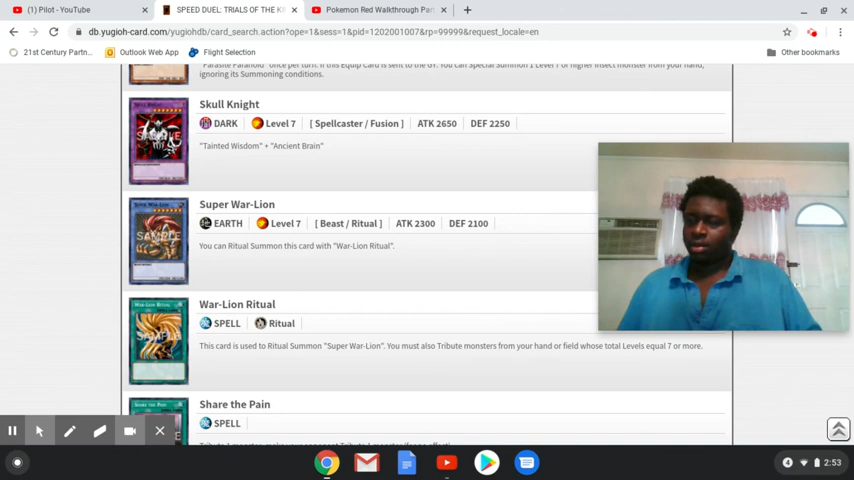 (1) Pilot - YouTube
SPEED DUEL: TRIALS OF THE KI
Pokemon Red Walkthrough Par
db.yugioh-card.com/yugiohdb/card_search.action?ope=1&sess=1&pid=1202001007&rp=99999&request_locale=en
21st Century Partn...
Outlook Web App
Flight Selection
Other bookmarks
"Parasite Paranoid" once per turn. If this Equip Card is sent to the GY: You can Special Summon 1 Level 7 or higher Insect monster from your hand,
ignoring its Summoning conditions.
Skull Knight
DARK Level 7 [ Spellcaster / Fusion ] ATK 2650 DEF 2250
"Tainted Wisdom" + "Ancient Brain"
Super War-Lion
EARTH Level 7 [ Beast / Ritual ] ATK 2300 DEF 2100
You can Ritual Summon this card with "War-Lion Ritual".
War-Lion Ritual
SPELL Ritual
This card is used to Ritual Summon "Super War-Lion". You must also Tribute monsters from your hand or field whose total Levels equal 7 or more.
Share the Pain
SPELL
SAMPLE
SAMPLE
SAMPLE
4
2:53